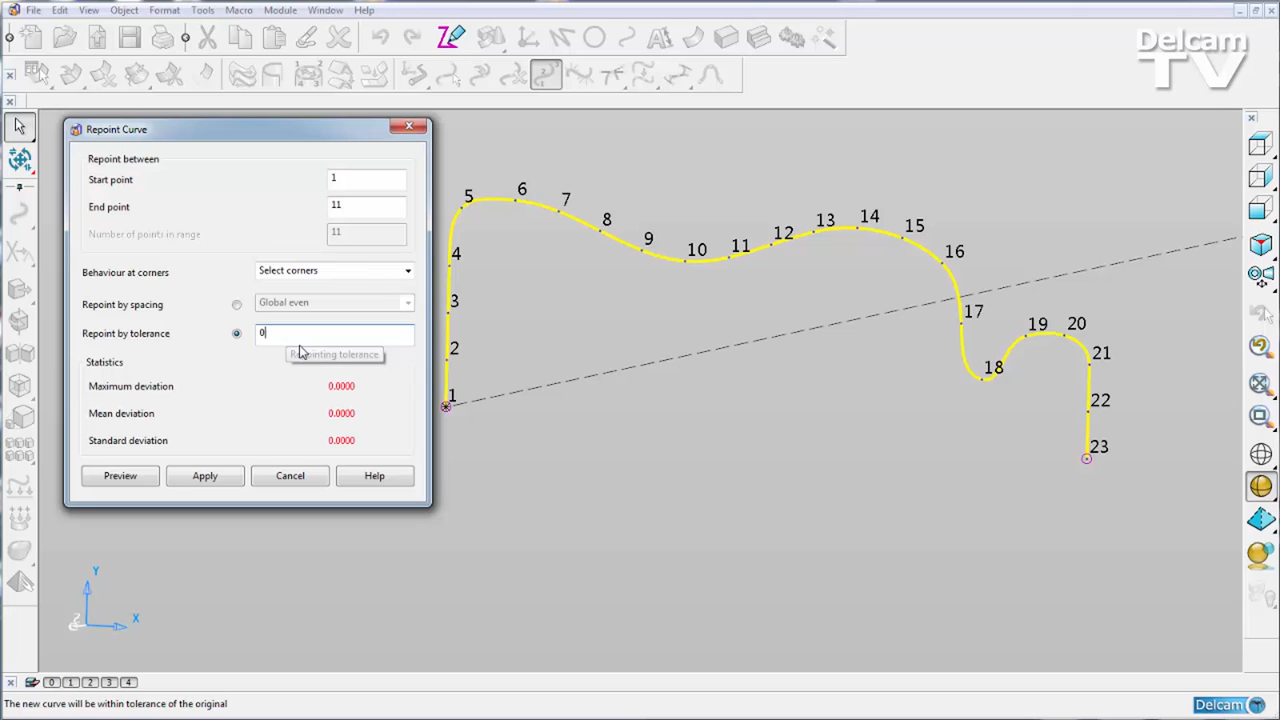 File Edit View Object Format Tools Macro Module Window Help
Delcam
TV
Repoint Curve
Repoint between
Start point 1
End point 11
Number of points in range 11
Behaviour at corners Select corners
Repoint by spacing Global even
Repoint by tolerance 0
Repointing tolerance
Statistics
Maximum deviation 0.0000
Mean deviation 0.0000
Standard deviation 0.0000
Preview Apply Cancel Help
1
2
3
4
5
6
7
8
9
10
11
12
13
14
15
16
17
18
19
20
21
22
23
Y
X
Z
0 1 2 3 4
The new curve will be within tolerance of the original
Delcam